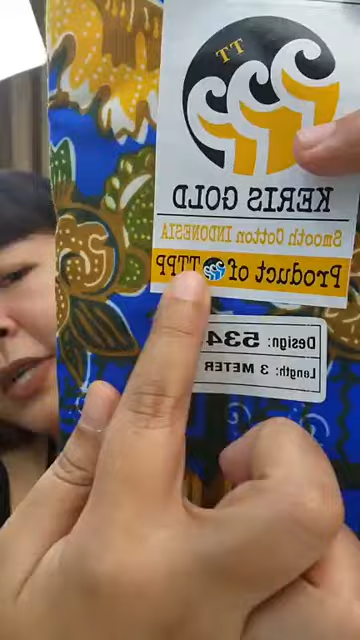 TT
KERIS GOLD
Smooth Cotton INDONESIA
Product of TTPP
Design: 534
Length: 3 METER